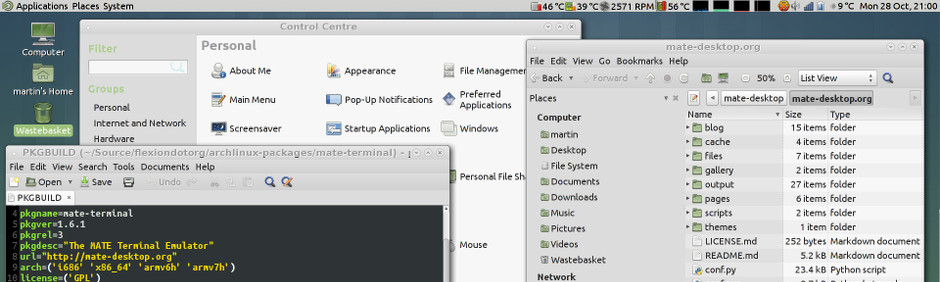 Applications Places System
46 °C 39 °C 2571 RPM 56 °C 9 °C Mon 28 Oct, 21:00
Computer
martin's Home
Wastebasket
Control Centre
Filter
Groups
Personal
Internet and Network
Hardware
Personal
About Me
Appearance
File Manageme
Main Menu
Pop-Up Notifications
Preferred Applications
Screensaver
Startup Applications
Windows
Personal File Sha
Mouse
PKGBUILD (~/Source/flexiondotorg/archlinux-packages/mate-terminal) -
File Edit View Search Tools Documents Help
Open Save Undo
PKGBUILD ×
4 pkgname=mate-terminal
5 pkgver=1.6.1
6 pkgrel=3
7 pkgdesc="The MATE Terminal Emulator"
8 url="http://mate-desktop.org"
9 arch=('i686' 'x86_64' 'armv6h' 'armv7h')
10 license=('GPL')
mate-desktop.org
File Edit View Go Bookmarks Help
Back Forward 50% List View
Places
mate-desktop mate-desktop.org
Computer
martin
Desktop
File System
Documents
Downloads
Music
Pictures
Videos
Wastebasket
Network
Name Size Type
blog 15 items folder
cache 4 items folder
files 7 items folder
gallery 2 items folder
output 27 items folder
pages 6 items folder
scripts 2 items folder
themes 1 item folder
LICENSE.md 252 bytes Markdown document
README.md 5.2 kB Markdown document
conf.py 23.4 kB Python script